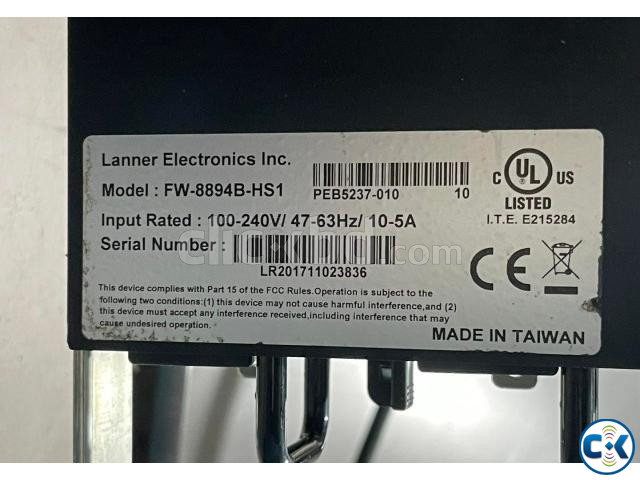 Lanner Electronics Inc.
Model : FW-8894B-HS1
PEB5237-010 10
Input Rated : 100-240V/ 47-63Hz/ 10-5A
Serial Number :
LR201711023836
This device complies with Part 15 of the FCC Rules.Operation is subject to the
following two conditions:(1) this device may not cause harmful interference,and (2)
this device must accept any interference received,including interference that may
cause undesired operation.
C UL US
LISTED
I.T.E. E215284
CE
MADE IN TAIWAN
CK